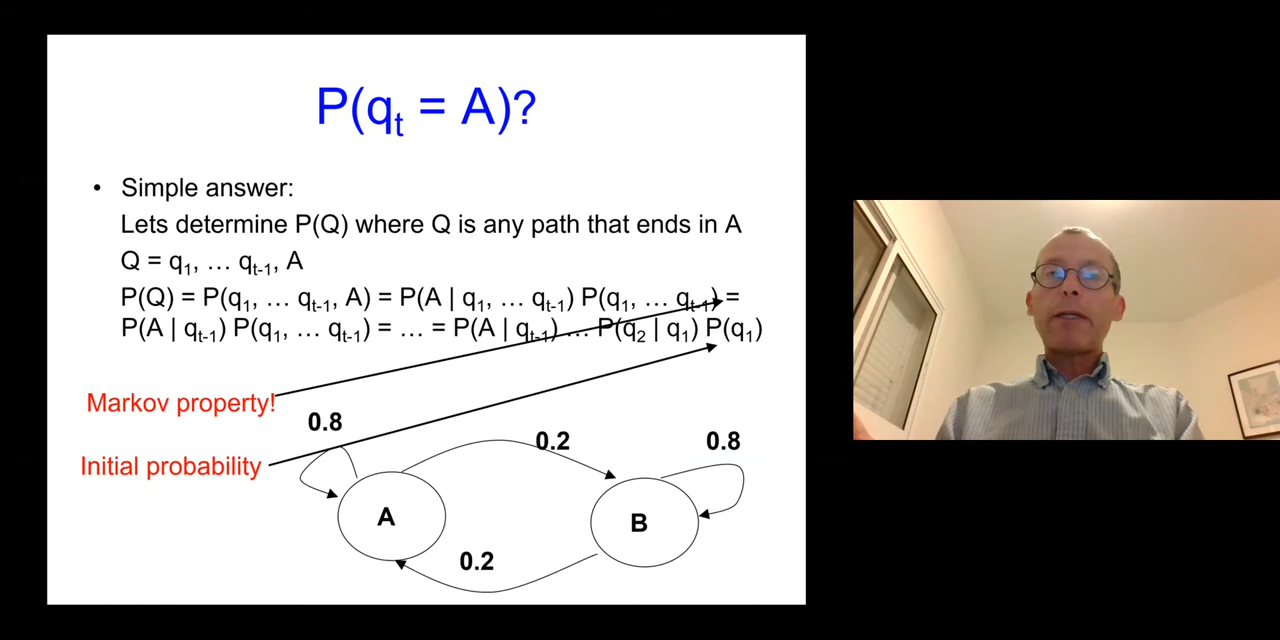 P(qt = A)?
• Simple answer:
Lets determine P(Q) where Q is any path that ends in A
Q = q1, … qt-1, A
P(Q) = P(q1, … qt-1, A) = P(A | q1, … qt-1) P(q1, … qt-1) =
P(A | qt-1) P(q1, … qt-1) = … = P(A | qt-1) … P(q2 | q1) P(q1)
Markov property!
0.8
0.2
0.8
Initial probability
A
B
0.2